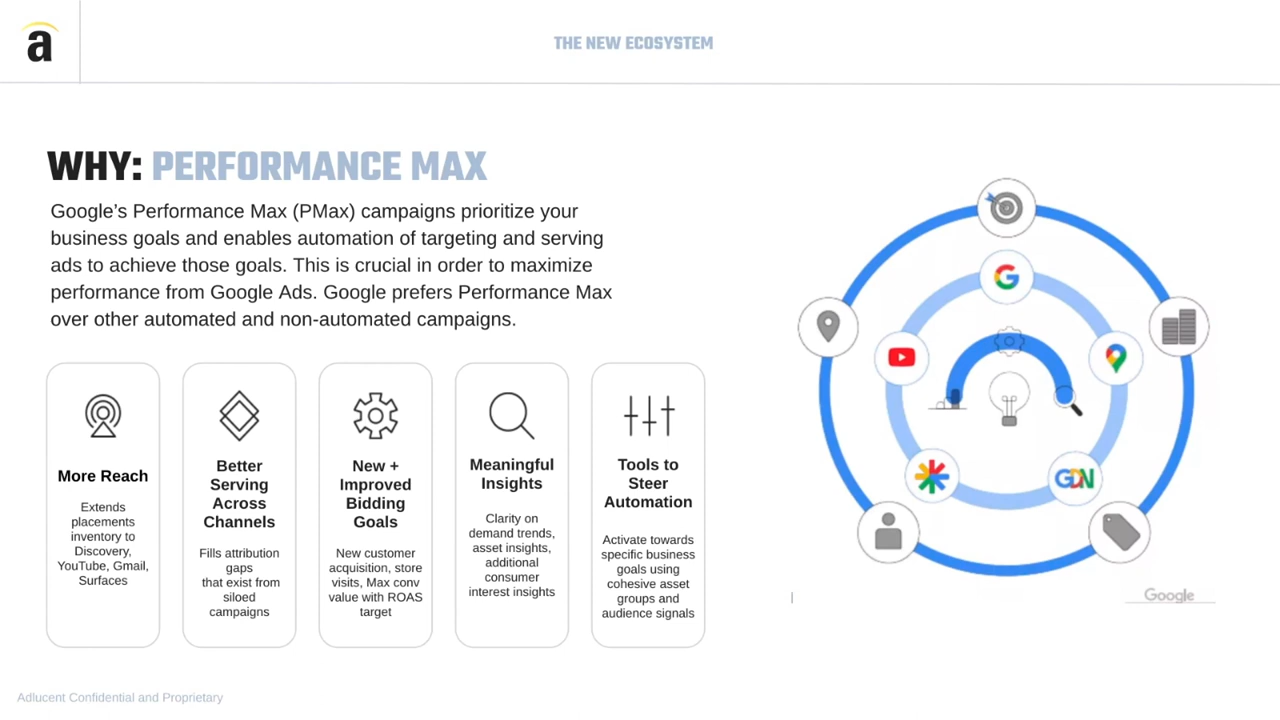 a
THE NEW ECOSYSTEM
WHY: PERFORMANCE MAX
Google’s Performance Max (PMax) campaigns prioritize your
business goals and enables automation of targeting and serving
ads to achieve those goals. This is crucial in order to maximize
performance from Google Ads. Google prefers Performance Max
over other automated and non-automated campaigns.
More Reach
Extends
placements
inventory to
Discovery,
YouTube, Gmail,
Surfaces
Better
Serving
Across
Channels
Fills attribution
gaps
that exist from
siloed
campaigns
New +
Improved
Bidding
Goals
New customer
acquisition, store
visits, Max conv
value with ROAS
target
Meaningful
Insights
Clarity on
demand trends,
asset insights,
additional
consumer
interest insights
Tools to
Steer
Automation
Activate towards
specific business
goals using
cohesive asset
groups and
audience signals
G
GDN
Google
Adlucent Confidential and Proprietary